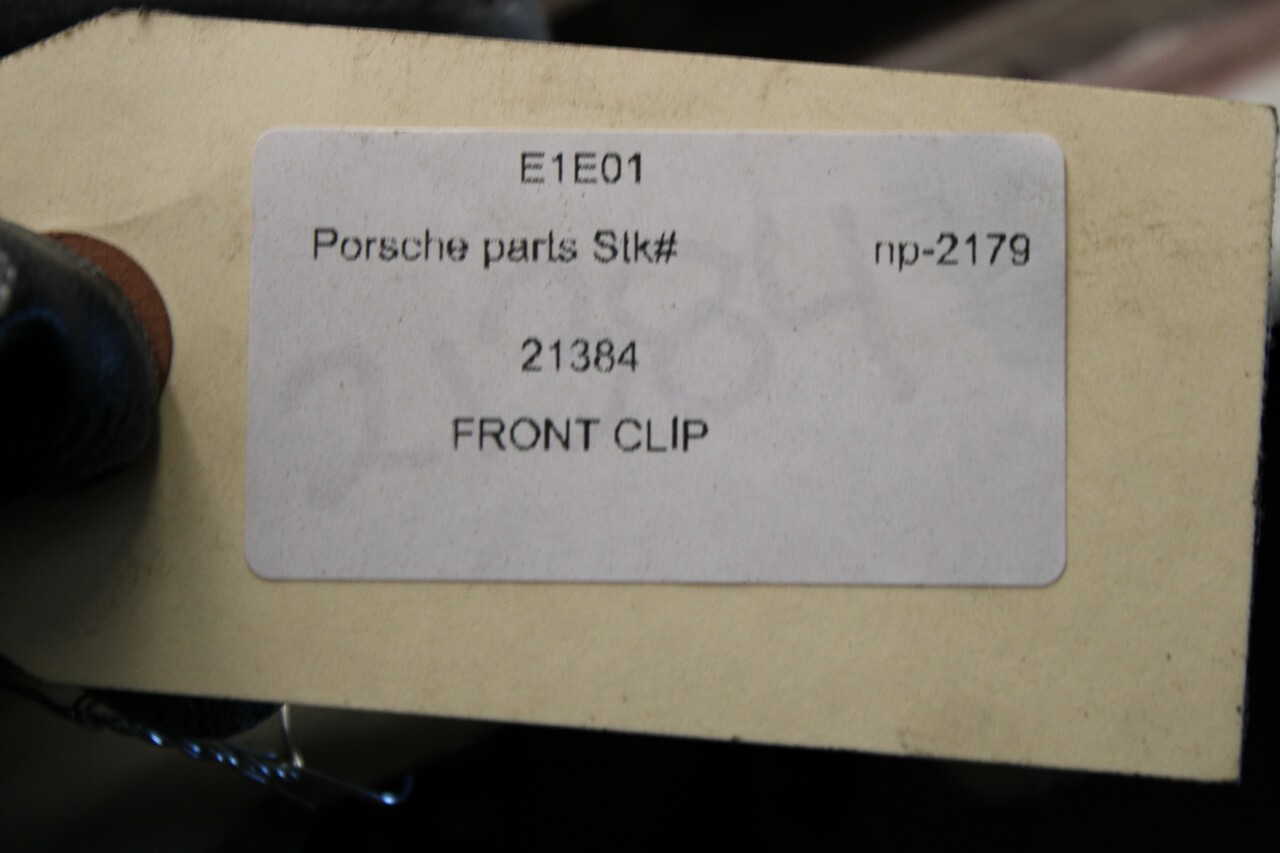 E1E01
Porsche parts Stk# np-2179
21384
FRONT CLIP